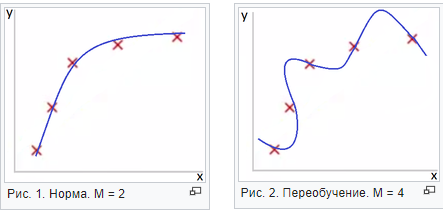 y
x
Рис. 1. Норма. M = 2
y
x
Рис. 2. Переобучение. M = 4